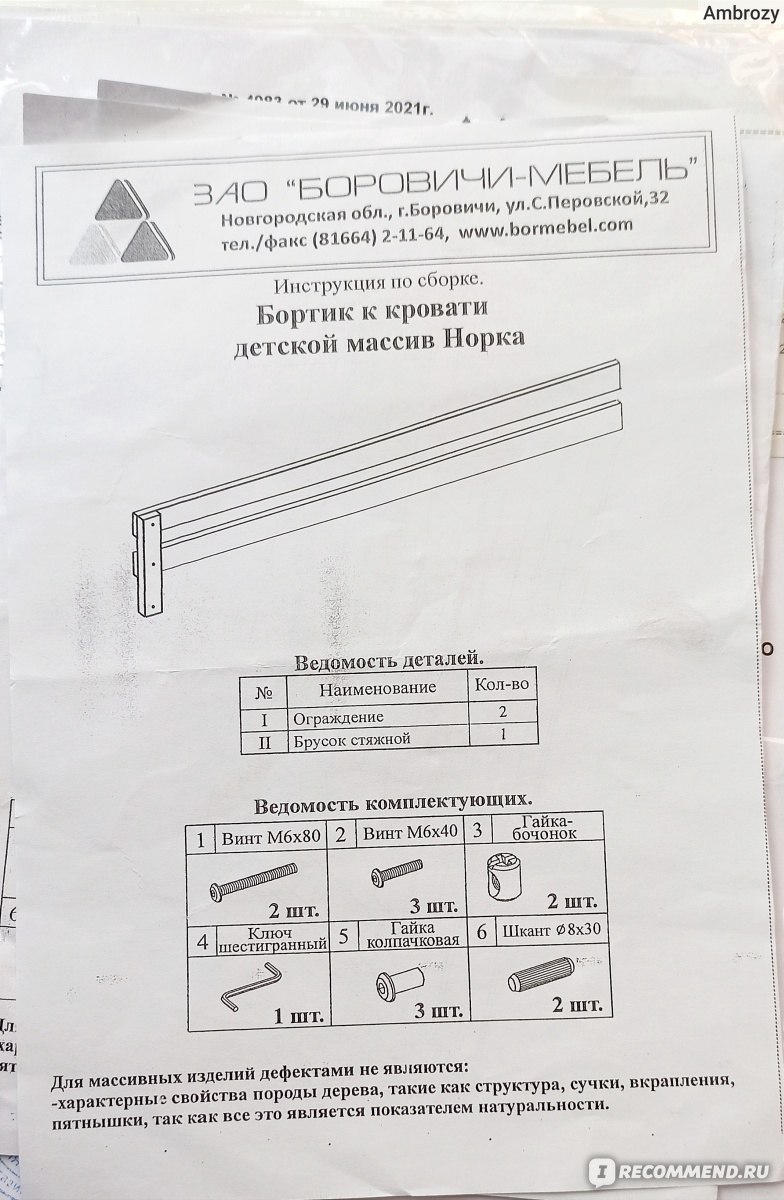 Ambrozy
от 29 июня 2021г.
ЗАО “БОРОВИЧИ-МЕБЕЛЬ”
Новгородская обл., г.Боровичи, ул.С.Перовской,32
тел./факс (81664) 2-11-64, www.bormebel.com
Инструкция по сборке.
Бортик к кровати
детской массив Норка
Ведомость деталей.
№ Наименование Кол-во
I Ограждение 2
II Брусок стяжной 1
Ведомость комплектующих.
1 Винт М6х80 2 Винт М6х40 3 Гайка-
бочонок
2 шт. 3 шт. 2 шт.
4 Ключ
шестигранный 5 Гайка
колпачковая 6 Шкант Ø8х30
1 шт. 3 шт. 2 шт.
Для массивных изделий дефектами не являются:
-характерные свойства породы дерева, такие как структура, сучки, вкрапления,
пятнышки, так как все это является показателем натуральности.
IRECOMMEND.RU